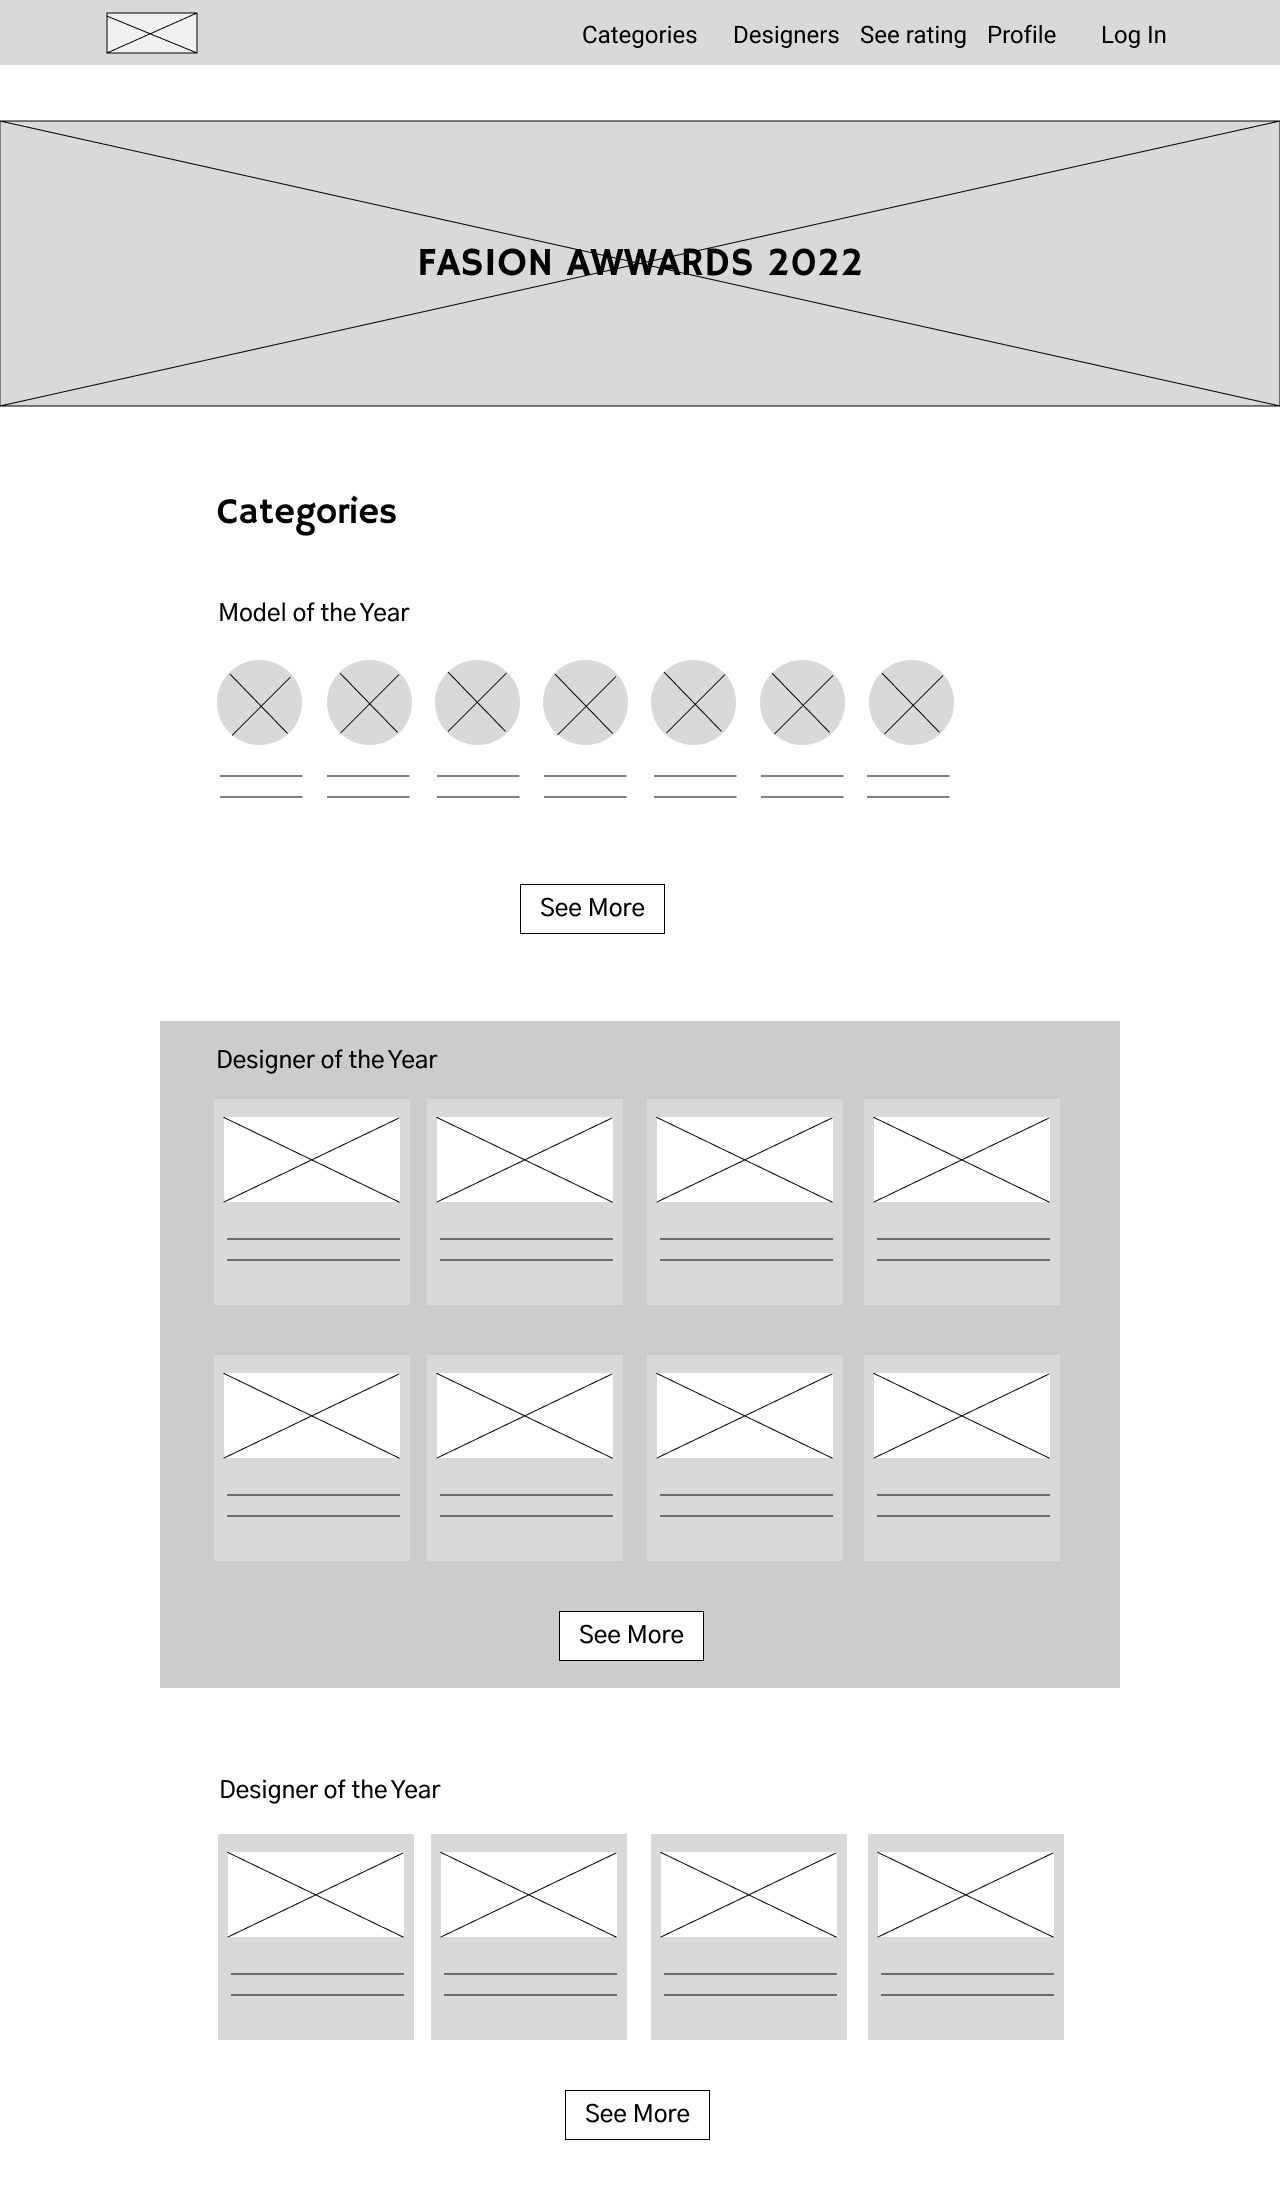 Categories Designers See rating Profile Log In
FASION AWWARDS 2022
Categories
Model of the Year
See More
Designer of the Year
See More
Designer of the Year
See More